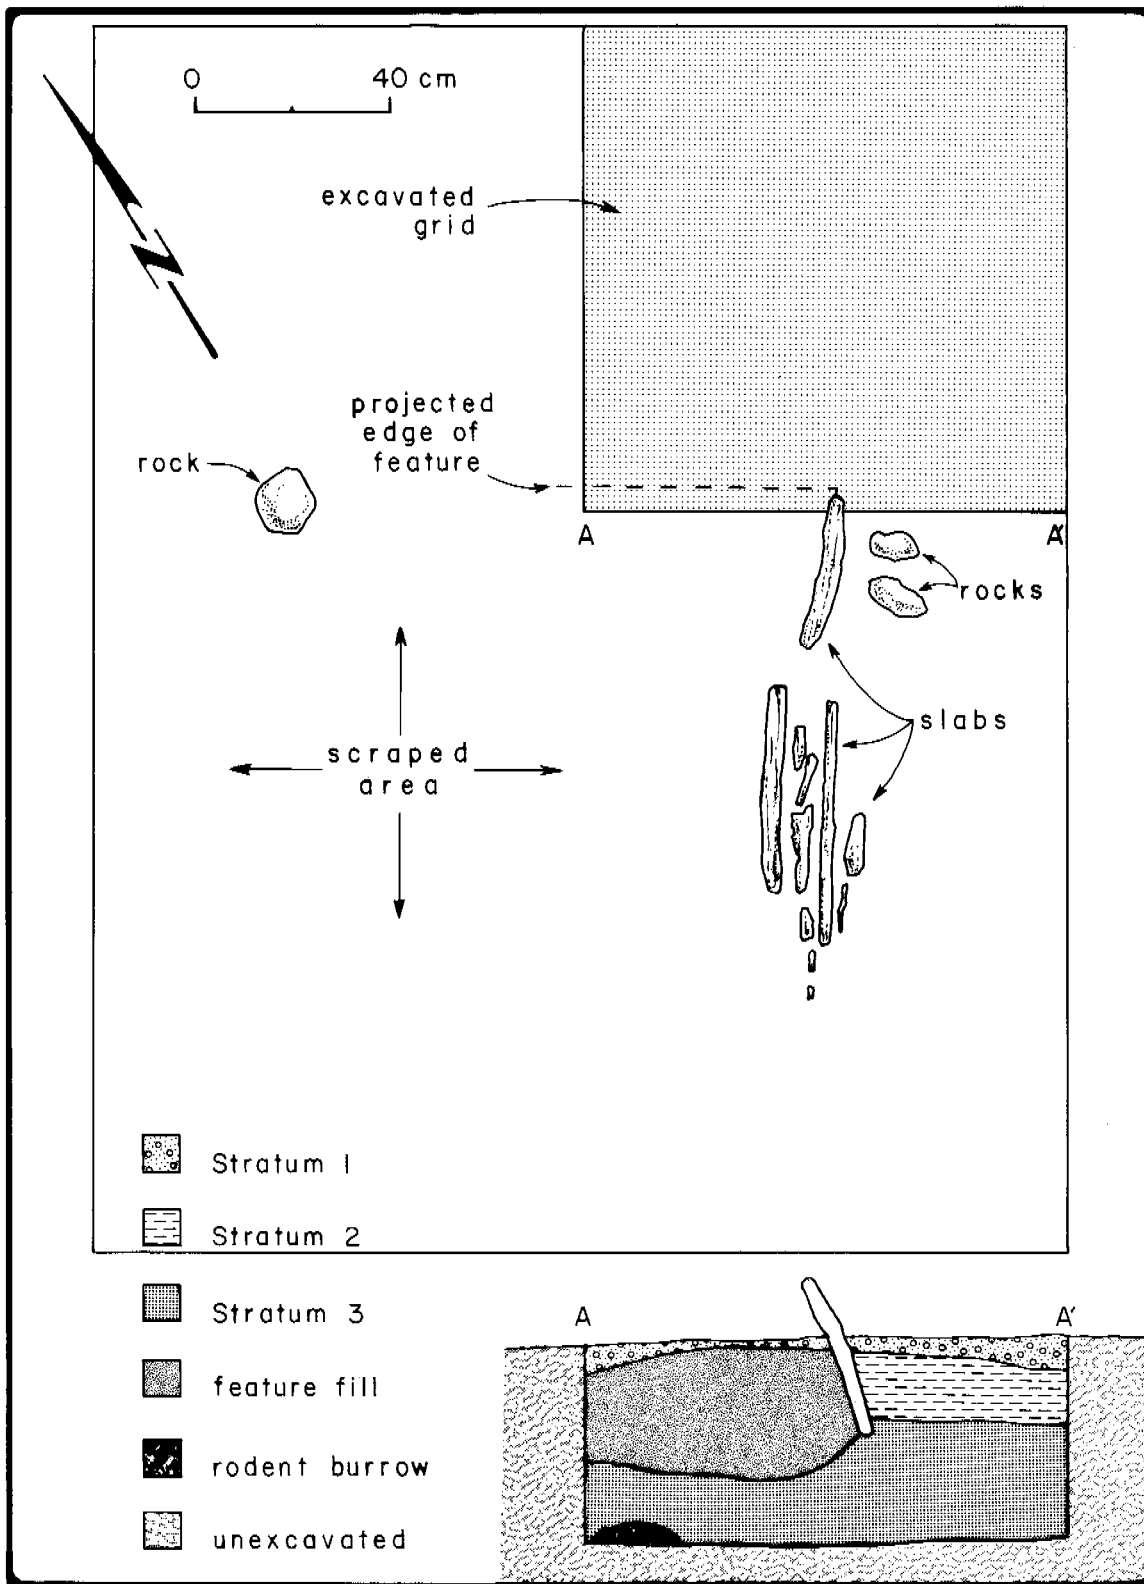 0 40 cm
excavated
grid
projected
edge of
feature
rock
A A'
rocks
slabs
scraped
area
Stratum 1
Stratum 2
Stratum 3
feature fill
rodent burrow
unexcavated
A A'